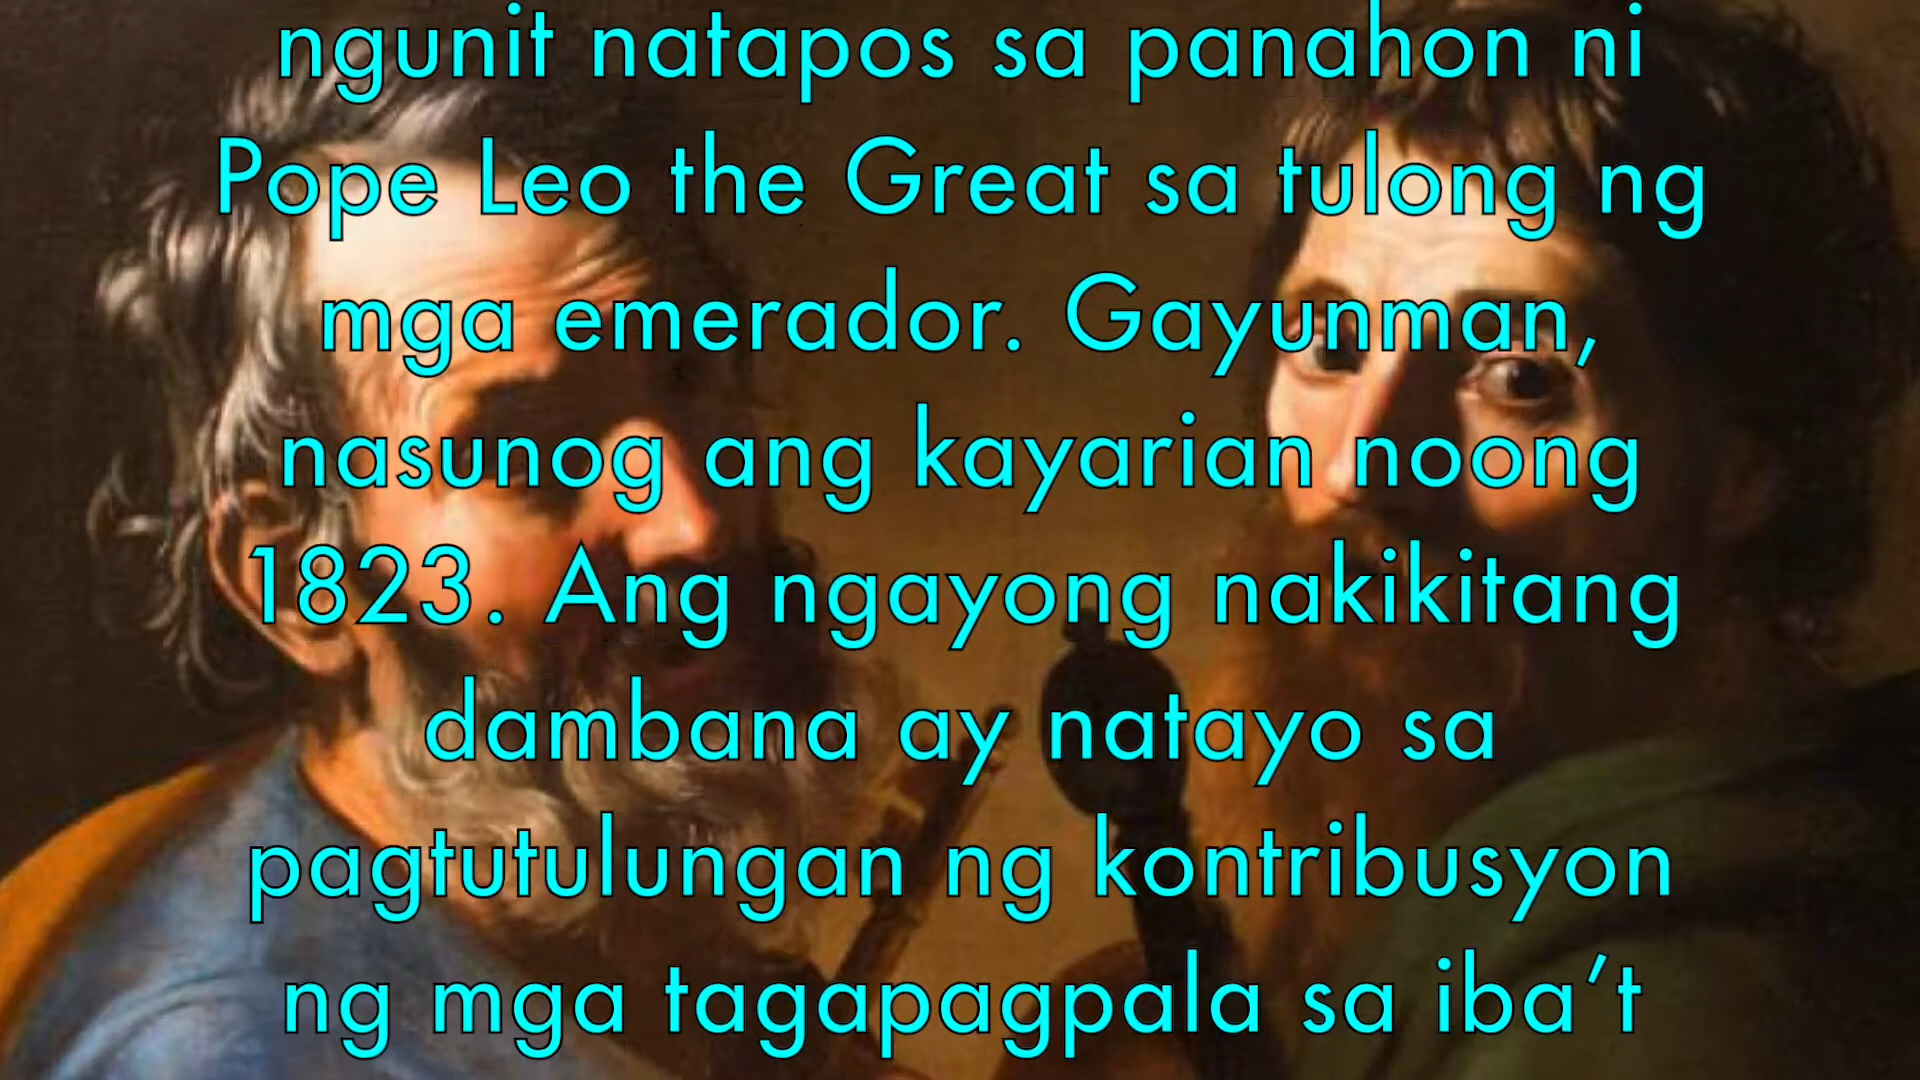 ngunit natapos sa panahon ni
Pope Leo the Great sa tulong ng
mga emerador. Gayunman,
nasunog ang kayarian noong
1823. Ang ngayong nakikitang
dambana ay natayo sa
pagtutulungan ng kontribusyon
ng mga tagapagpala sa iba’t